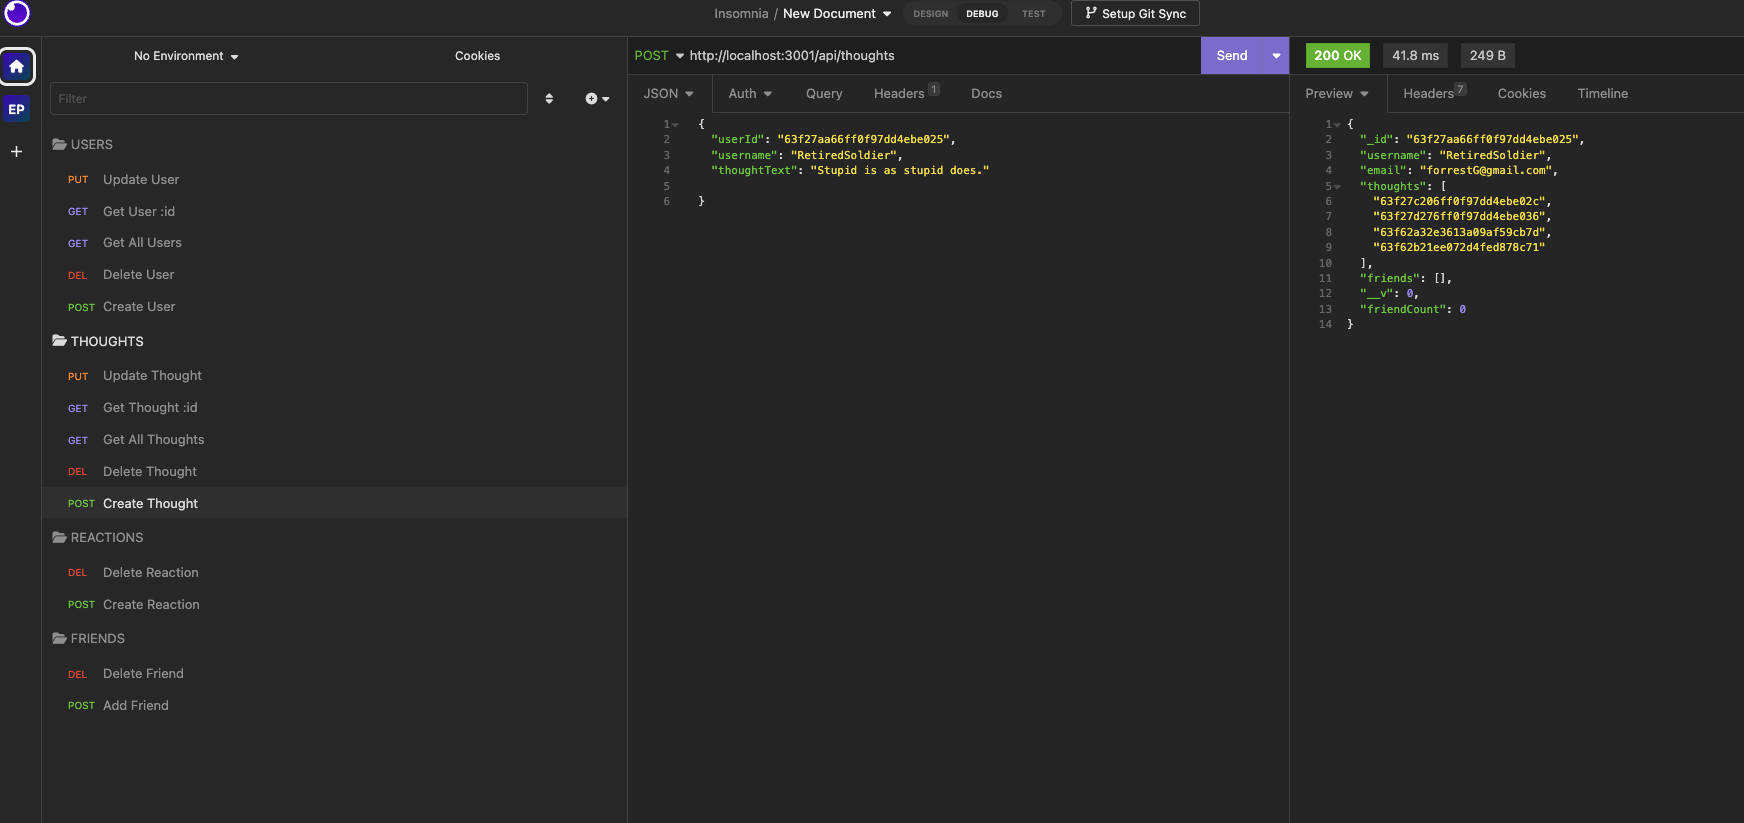 Insomnia / New Document
DESIGN DEBUG TEST
Setup Git Sync
EP
No Environment
Cookies
Filter
USERS
PUT Update User
GET Get User :id
GET Get All Users
DEL Delete User
POST Create User
THOUGHTS
PUT Update Thought
GET Get Thought :id
GET Get All Thoughts
DEL Delete Thought
POST Create Thought
REACTIONS
DEL Delete Reaction
POST Create Reaction
FRIENDS
DEL Delete Friend
POST Add Friend
POST http://localhost:3001/api/thoughts
Send
JSON Auth Query Headers 1 Docs
1 {
2 "userId": "63f27aa66ff0f97dd4ebe025",
3 "username": "RetiredSoldier",
4 "thoughtText": "Stupid is as stupid does."
5
6 }
200 OK 41.8 ms 249 B
Preview Headers 7 Cookies Timeline
1 {
2 "_id": "63f27aa66ff0f97dd4ebe025",
3 "username": "RetiredSoldier",
4 "email": "forrestG@gmail.com",
5 "thoughts": [
6 "63f27c206ff0f97dd4ebe02c",
7 "63f27d276ff0f97dd4ebe036",
8 "63f62a32e3613a09af59cb7d",
9 "63f62b21ee072d4fed878c71"
10 ],
11 "friends": [],
12 "__v": 0,
13 "friendCount": 0
14 }